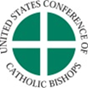 UNITED STATES CONFERENCE OF
CATHOLIC BISHOPS